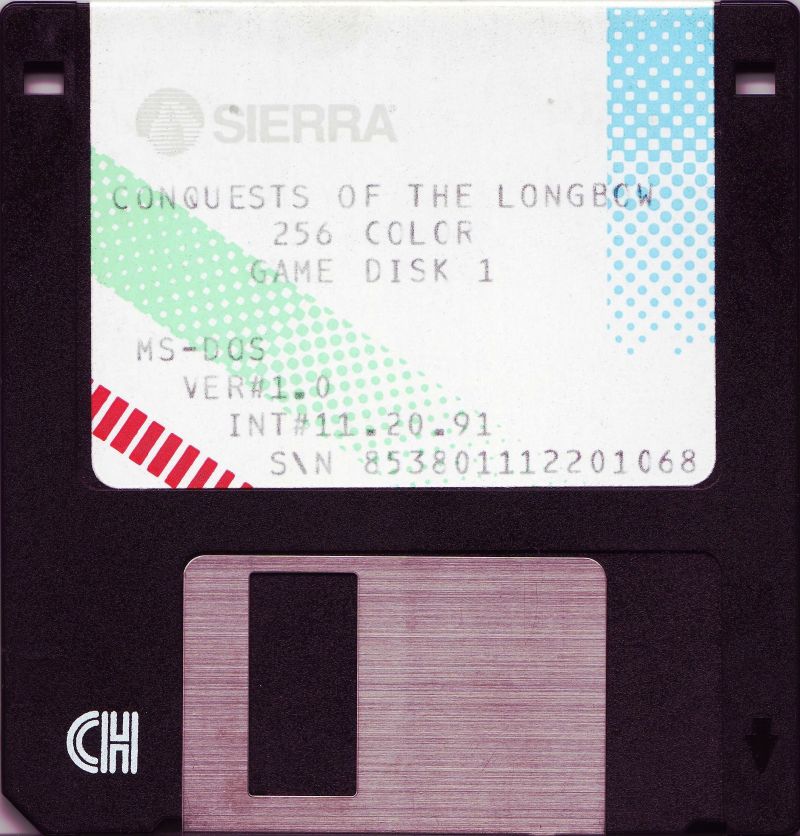 SIERRA
CONQUESTS OF THE LONGBOW
256 COLOR
GAME DISK 1
MS-DOS
VER#1.0
INT#11.20.91
S\N 853801112201068
CH